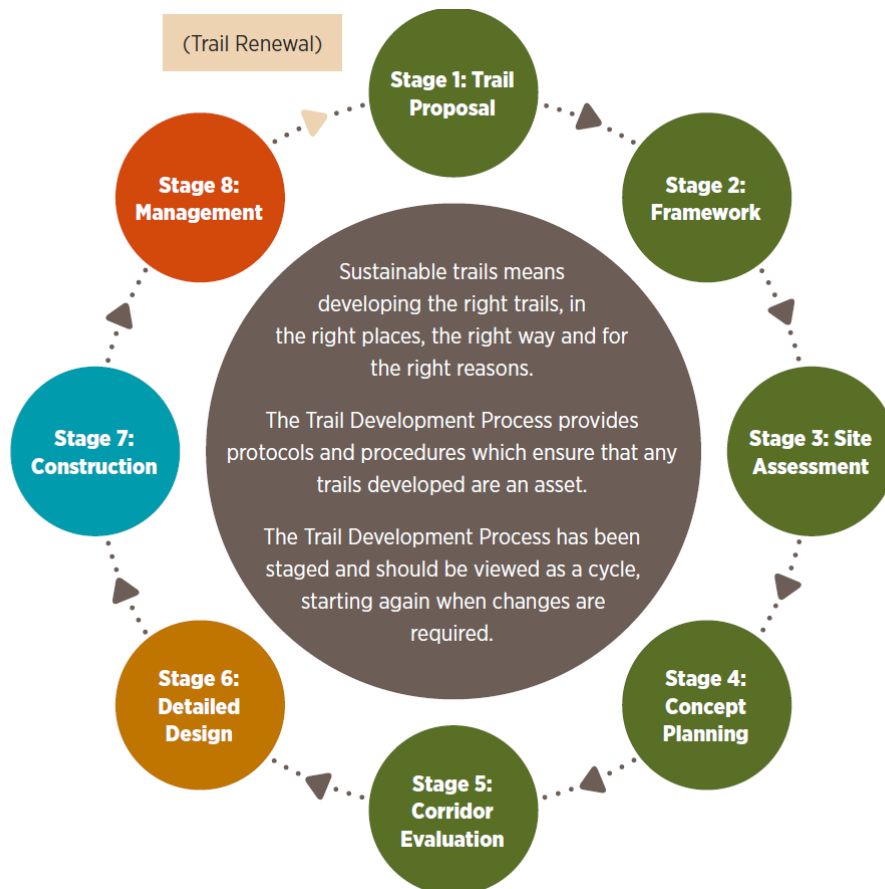 (Trail Renewal)
Stage 1: Trail
Proposal
Stage 2:
Framework
Stage 3: Site
Assessment
Stage 4:
Concept
Planning
Stage 5:
Corridor
Evaluation
Stage 6:
Detailed
Design
Stage 7:
Construction
Stage 8:
Management
Sustainable trails means
developing the right trails, in
the right places, the right way and for
the right reasons.
The Trail Development Process provides
protocols and procedures which ensure that any
trails developed are an asset.
The Trail Development Process has been
staged and should be viewed as a cycle,
starting again when changes are
required.